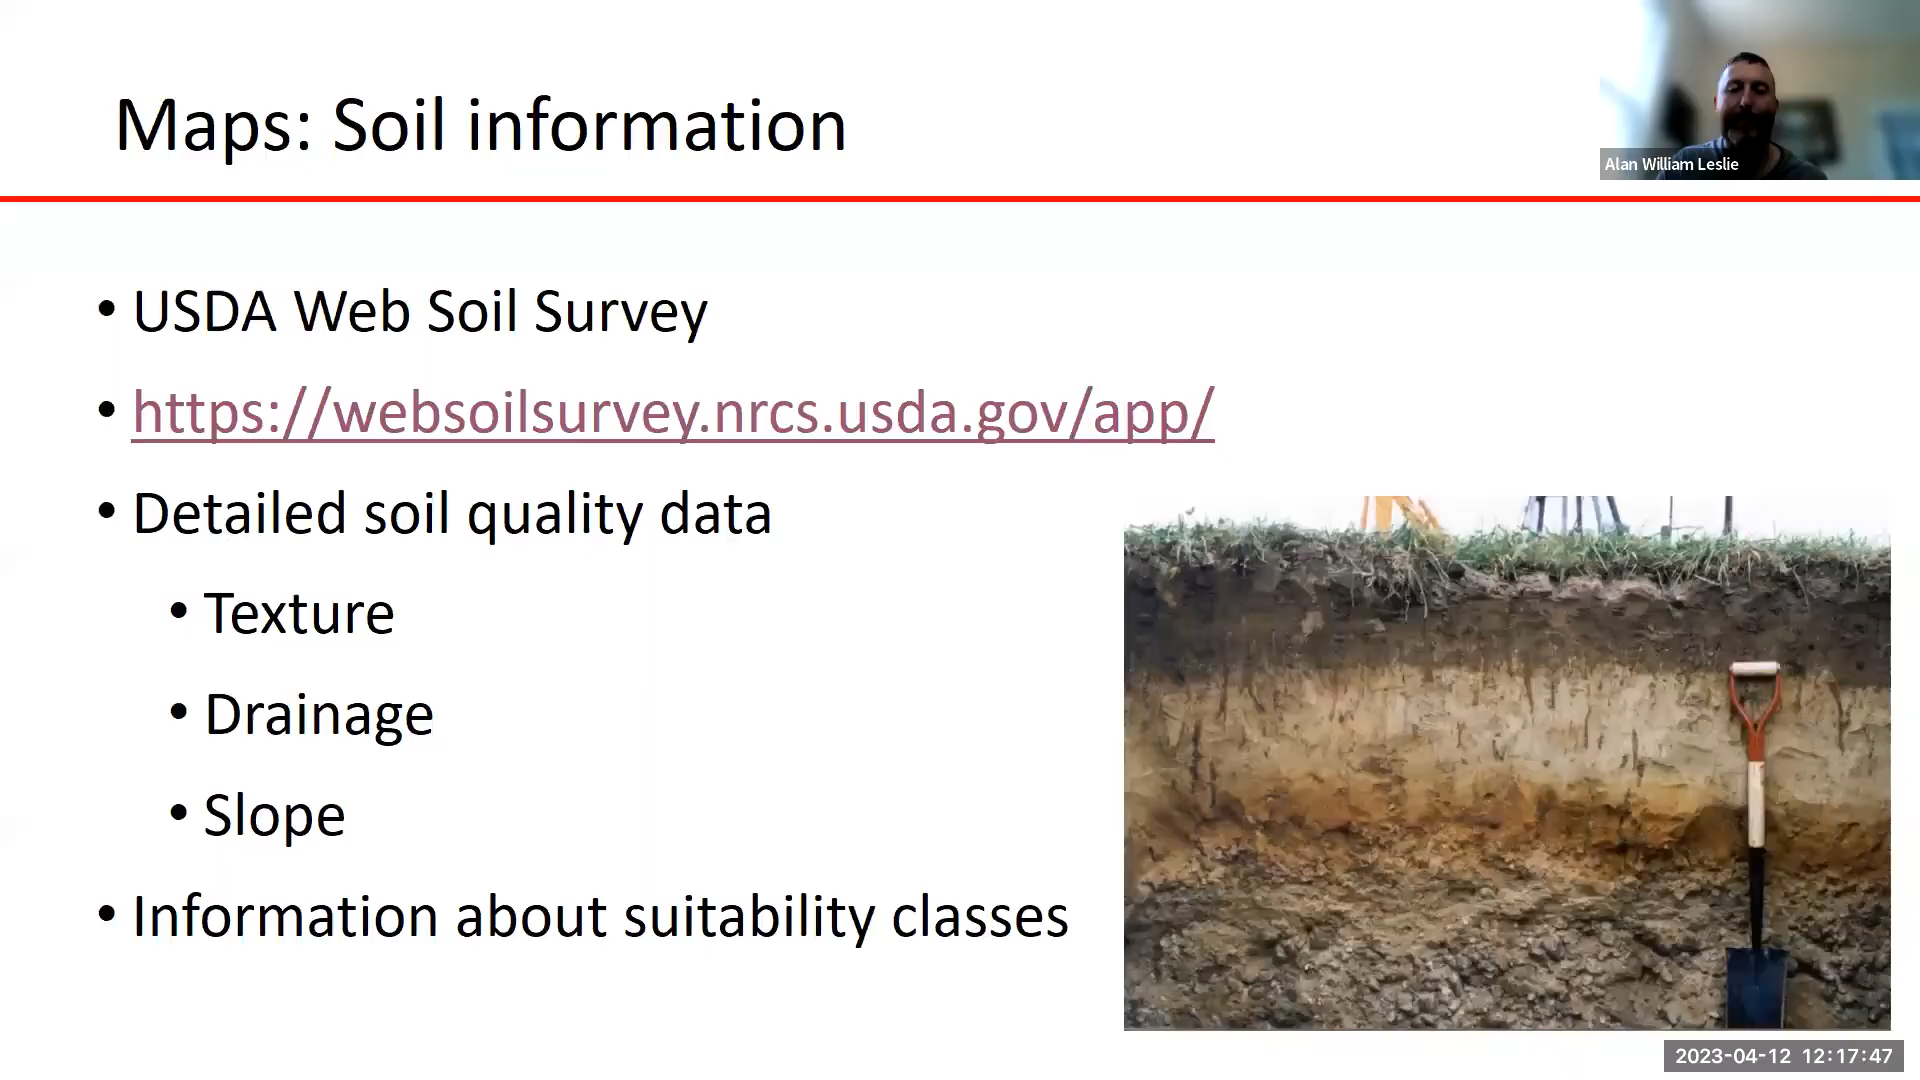 Maps: Soil information
Alan William Leslie
• USDA Web Soil Survey
• https://websoilsurvey.nrcs.usda.gov/app/
• Detailed soil quality data
• Texture
• Drainage
• Slope
• Information about suitability classes
2023-04-12 12:17:47